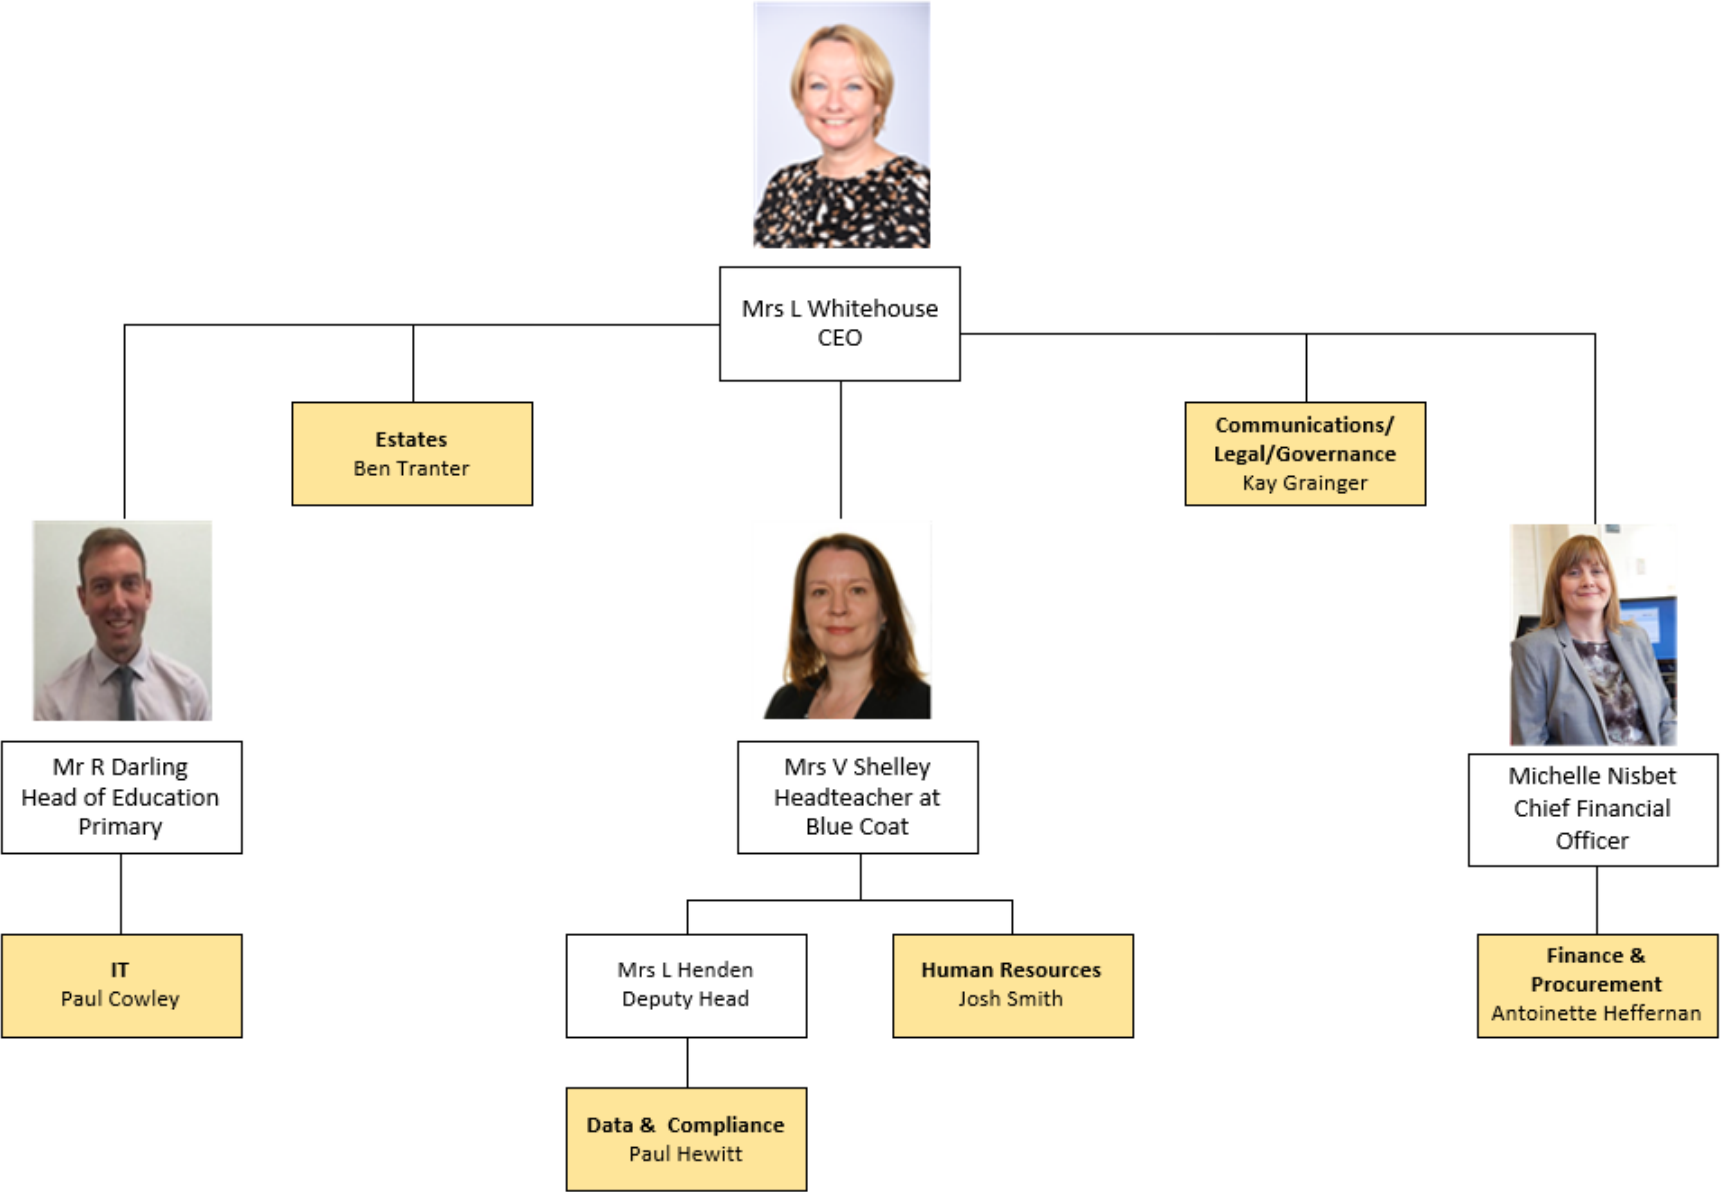 Mrs L Whitehouse
CEO
Estates
Ben Tranter
Communications/
Legal/Governance
Kay Grainger
Mr R Darling
Head of Education
Primary
Mrs V Shelley
Headteacher at
Blue Coat
Michelle Nisbet
Chief Financial
Officer
IT
Paul Cowley
Mrs L Henden
Deputy Head
Human Resources
Josh Smith
Finance &
Procurement
Antoinette Heffernan
Data &  Compliance
Paul Hewitt